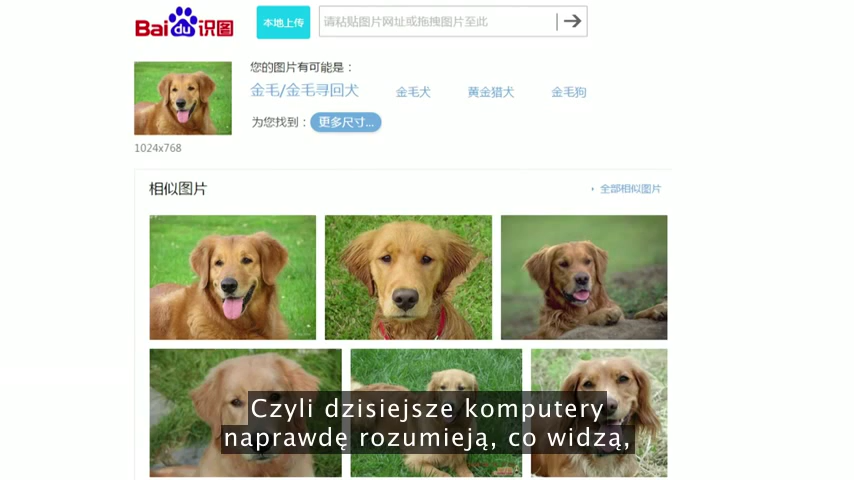 Bai du 识图
本地上传
请粘贴图片网址或拖拽图片至此
您的图片有可能是：
金毛/金毛寻回犬 金毛犬 黄金猎犬 金毛狗
为您找到： 更多尺寸...
1024x768
相似图片
全部相似图片
Czyli dzisiejsze komputery
naprawdę rozumieją, co widzą,